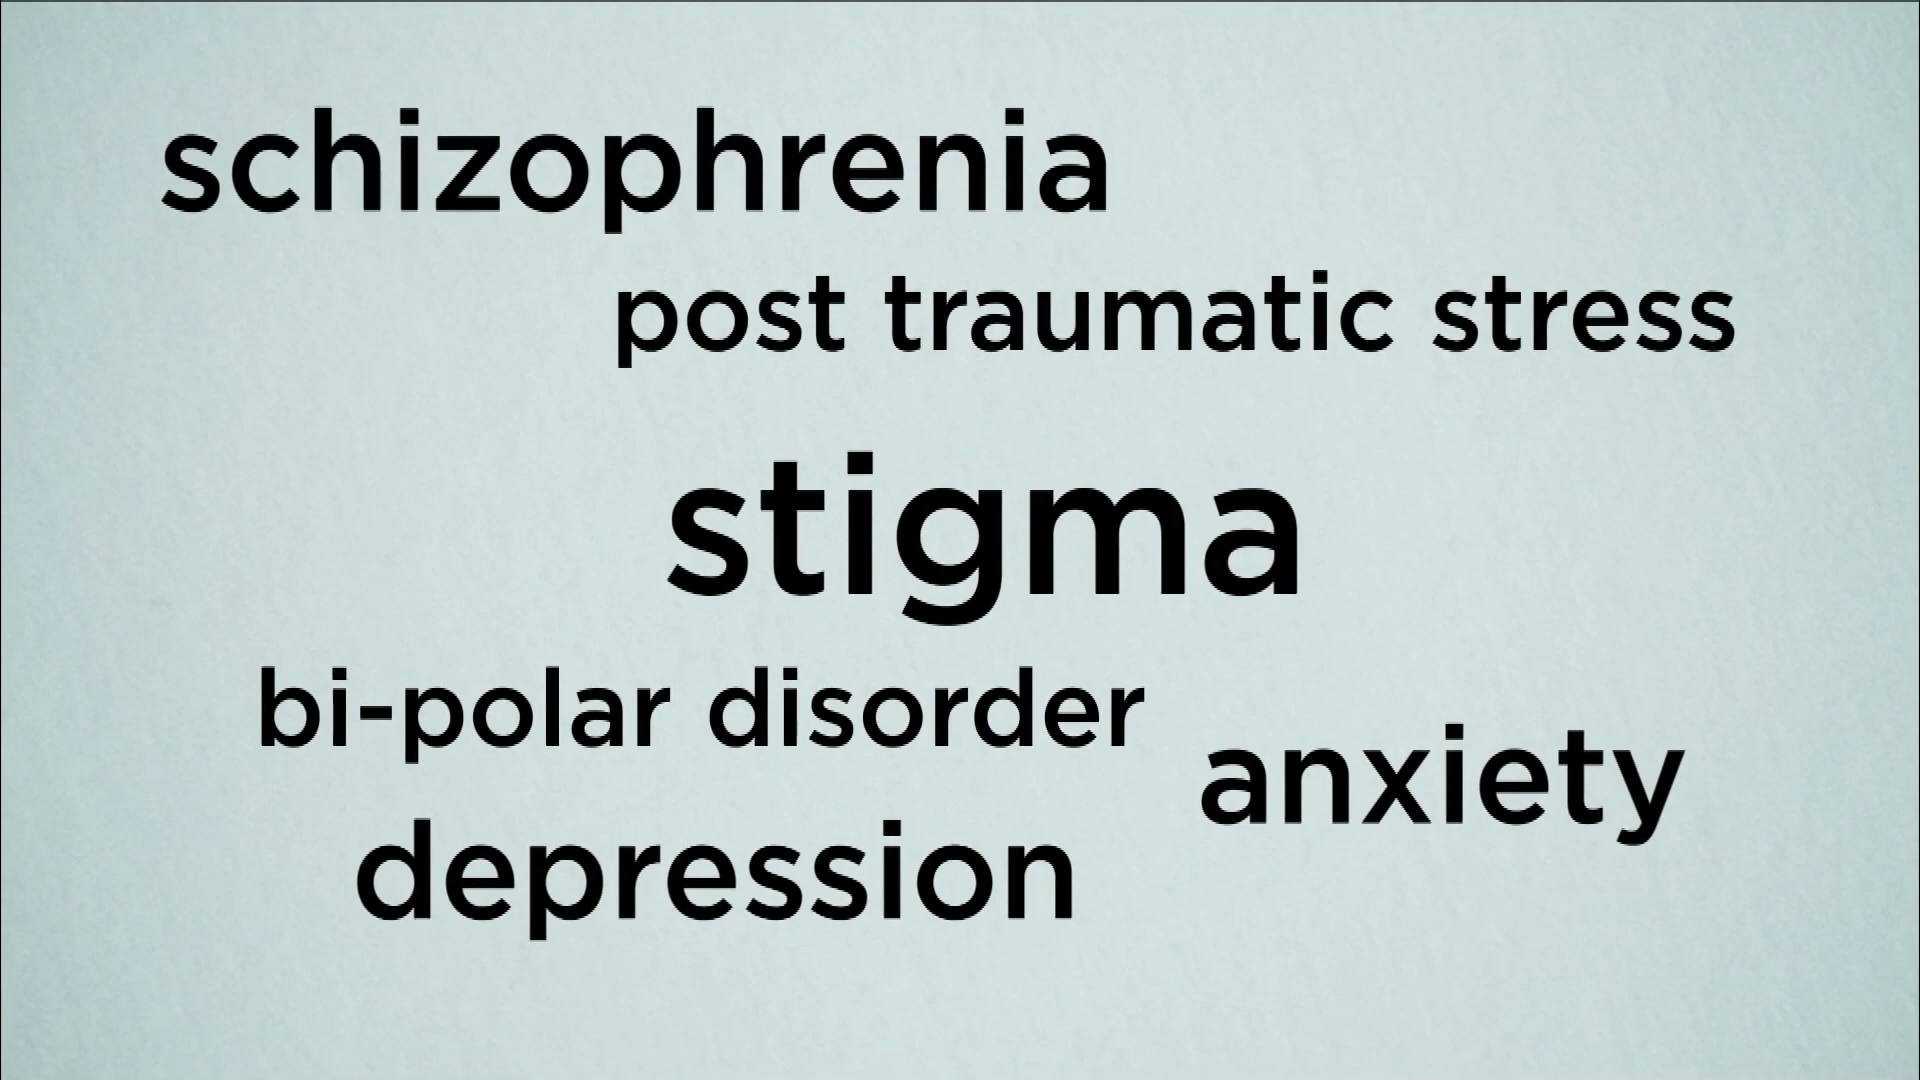 schizophrenia
post traumatic stress
stigma
bi-polar disorder
anxiety
depression